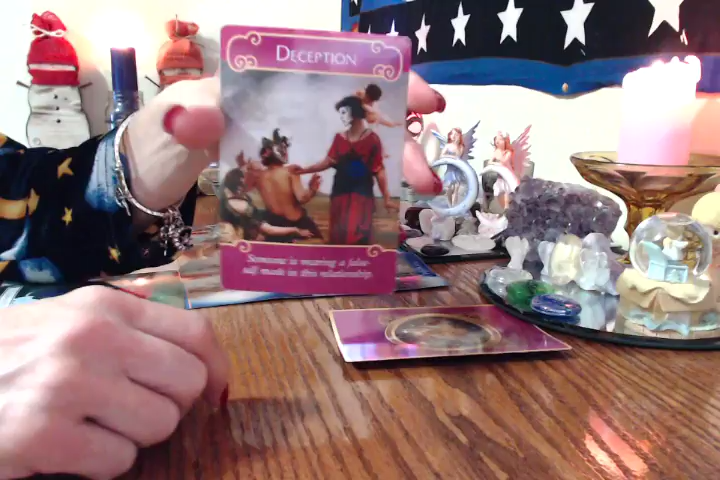 DECEPTION
Someone is wearing a false-
self mask in this relationship.